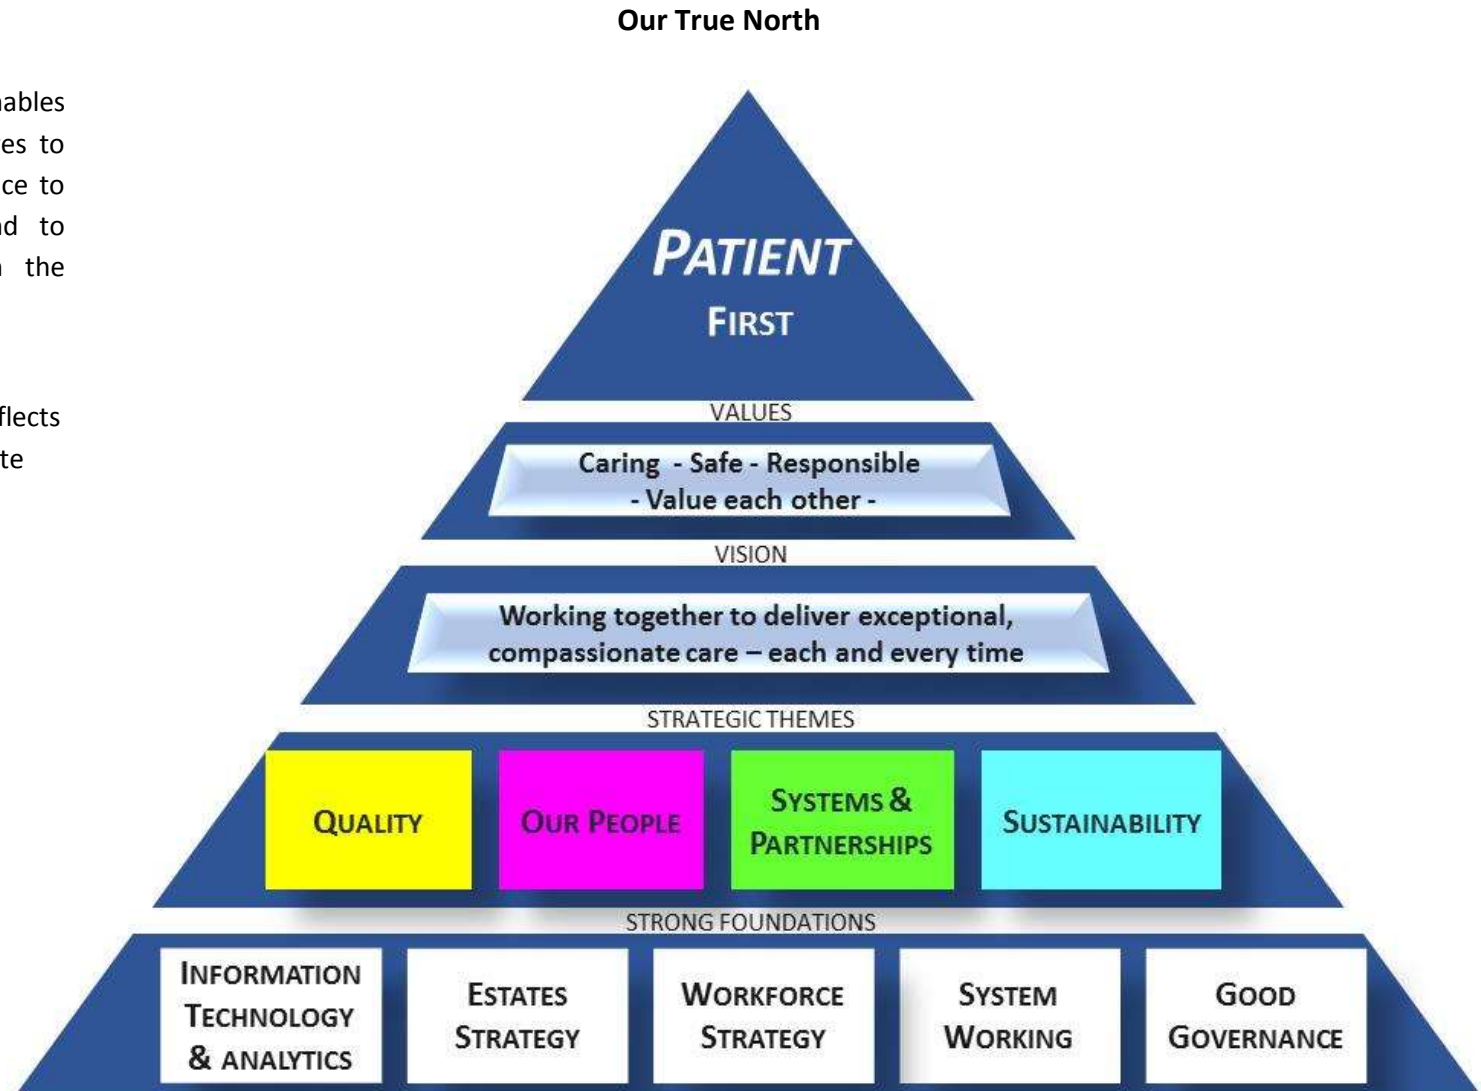 Our True North
ables
es to
ce to
d to
the
flects
te
PATIENT
FIRST
VALUES
Caring - Safe - Responsible
- Value each other -
VISION
Working together to deliver exceptional,
compassionate care – each and every time
STRATEGIC THEMES
QUALITY
OUR PEOPLE
SYSTEMS &
PARTNERSHIPS
SUSTAINABILITY
STRONG FOUNDATIONS
INFORMATION
TECHNOLOGY
& ANALYTICS
ESTATES
STRATEGY
WORKFORCE
STRATEGY
SYSTEM
WORKING
GOOD
GOVERNANCE